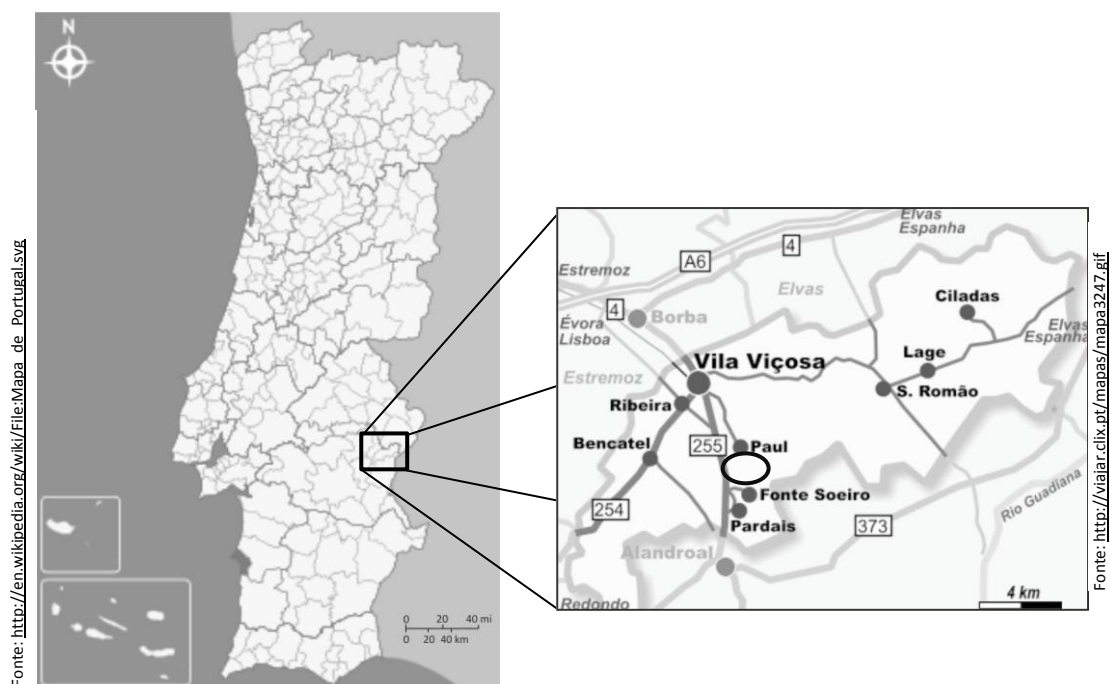 Fonte: http://en.wikipedia.org/wiki/File:Mapa_de_Portugal.svg
N
0 20 40 mi
0 20 40 km
Elvas
Espanha
4
A6
Estremoz
Elvas
Ciladas
4
Borba
Évora
Lisboa
Elvas
Espanha
Lage
Vila Viçosa
Estremoz
S. Romão
Ribeira
Bencatel
255
Paul
Fonte Soeiro
254
Pardais
373
Rio Guadiana
Alandroal
4 km
Redondo
Fonte: http://viajar.clix.pt/mapas/mapa3247.gif